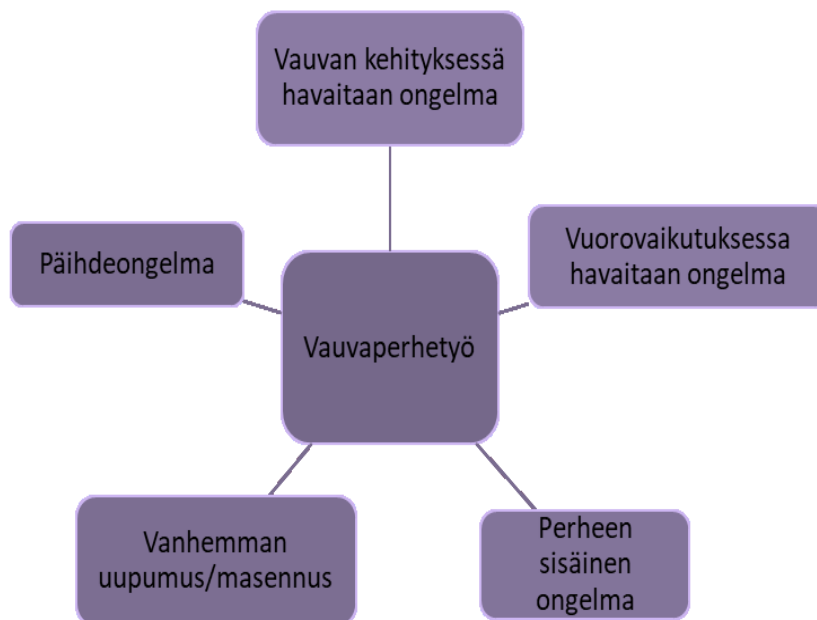 Vauvan kehityksessä
havaitaan ongelma
Päihdeongelma
Vuorovaikutuksessa
havaitaan ongelma
Vauvaperhetyö
Vanhemman
uupumus/masennus
Perheen
sisäinen
ongelma